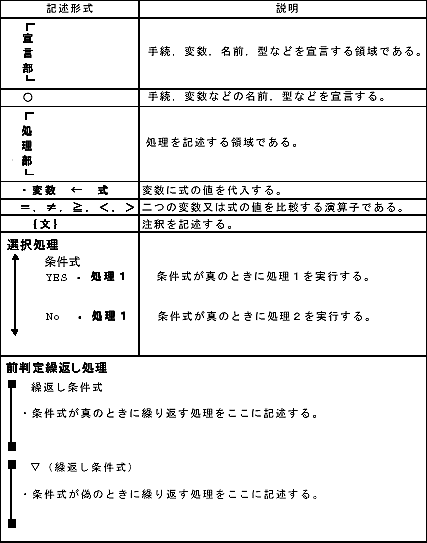 記述形式 説明
「宣言部」 手続，変数，名前，型などを宣言する領域である。
○ 手続，変数などの名前，型などを宣言する。
「処理部」 処理を記述する領域である。
・変数 ← 式 変数に式の値を代入する。
＝、≠、≧、＜、＞ 二つの変数又は式の値を比較する演算子である。
｛文｝ 注釈を記述する。
選択処理
条件式
YES ・処理１ 条件式が真のときに処理１を実行する。
No ・処理１ 条件式が真のときに処理２を実行する。
前判定繰返し処理
繰返し条件式
・条件式が真のときに繰り返す処理をここに記述する。
▽（繰返し条件式）
・条件式が偽のときに繰り返す処理をここに記述する。